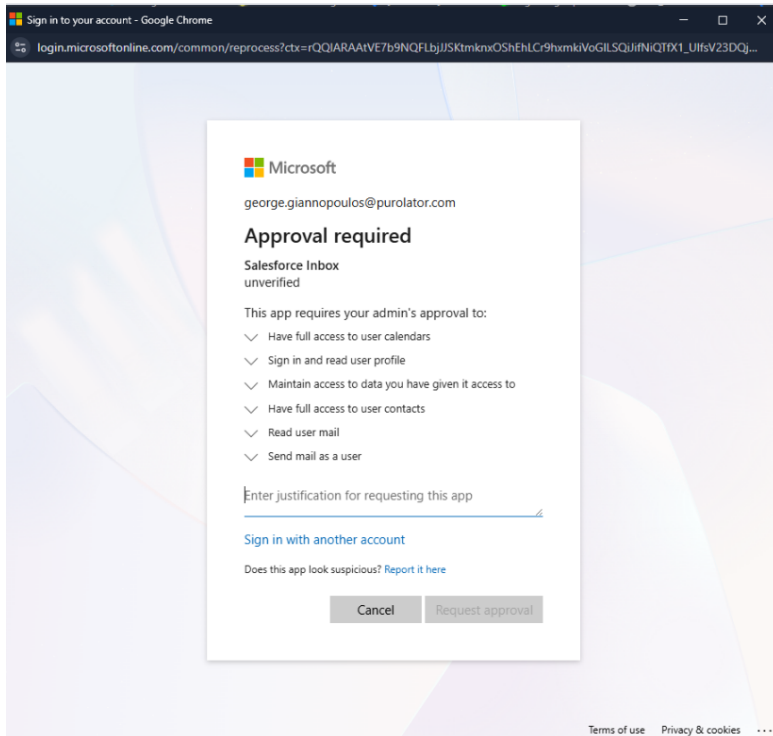 Sign in to your account - Google Chrome
login.microsoftonline.com/common/reprocess?ctx=rQQIARAAtVE7b9NQFLbjJJSKtmknxOShEhLCr9hxmkiVoGILSQiJifNiQTfX1_UIfsV23DQj...
Microsoft
george.giannopoulos@purolator.com
Approval required
Salesforce Inbox
unverified
This app requires your admin's approval to:
Have full access to user calendars
Sign in and read user profile
Maintain access to data you have given it access to
Have full access to user contacts
Read user mail
Send mail as a user
Enter justification for requesting this app
Sign in with another account
Does this app look suspicious? Report it here
Cancel Request approval
Terms of use Privacy & cookies ...